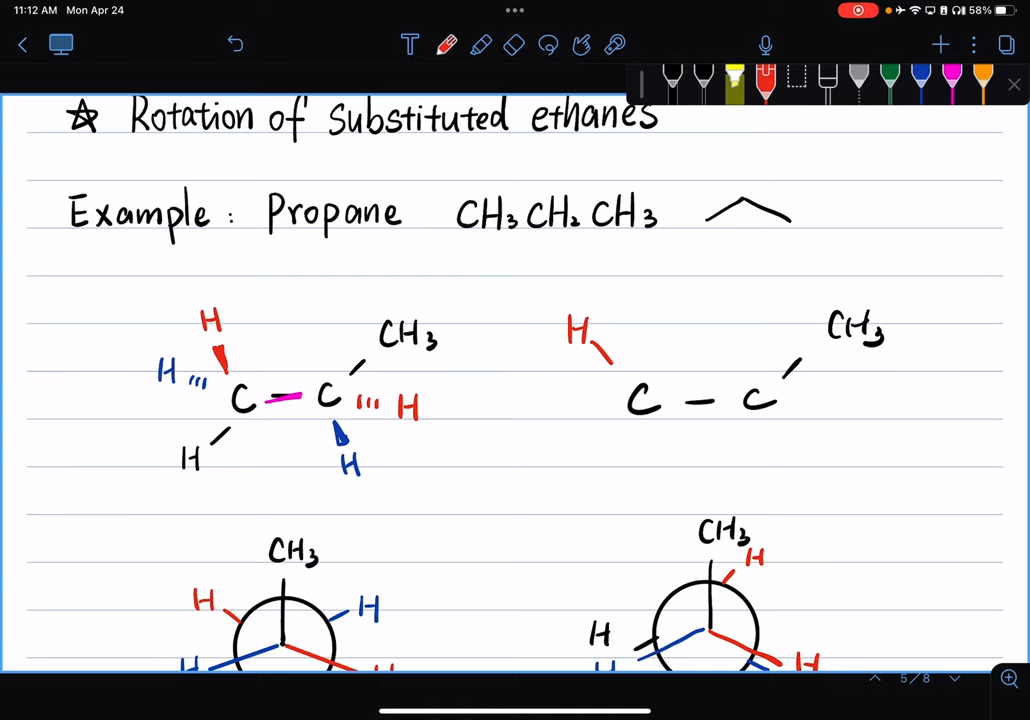 11:12 AM Mon Apr 24
58%
T
☆ Rotation of substituted ethanes
Example : Propane CH₃CH₂CH₃
H CH₃ H CH₃
H C — C H C — C
H H
CH₃ CH₃
H H H H
H H H H
5/8